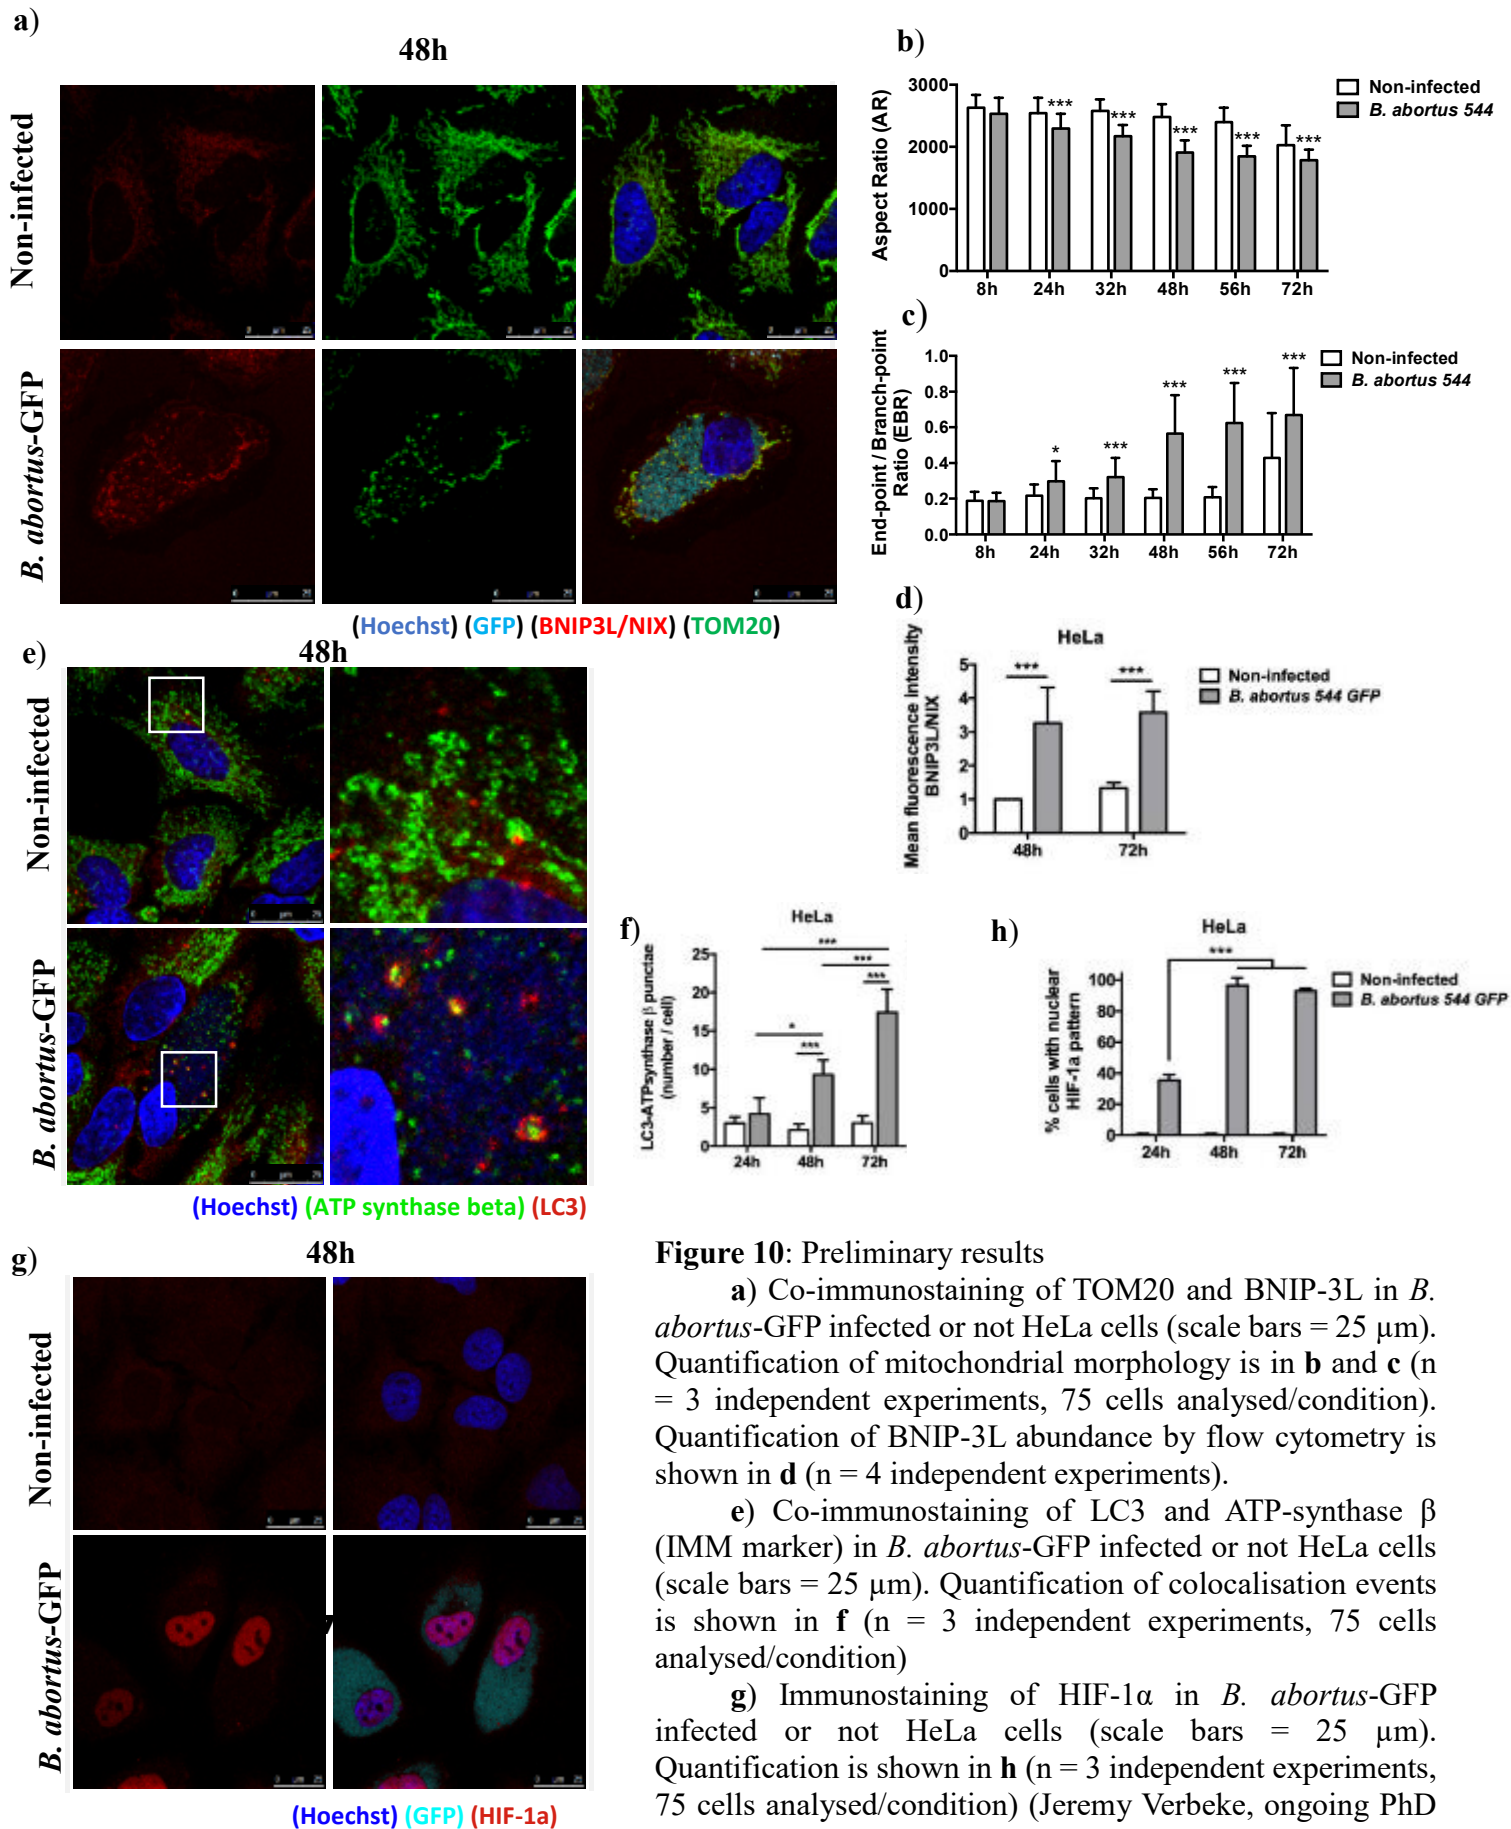 a)
48h
Non-infected
B. abortus-GFP
(Hoechst) (GFP) (BNIP3L/NIX) (TOM20)
b)
Aspect Ratio (AR)
3000
2000
1000
0
*** *** *** *** ***
8h 24h 32h 48h 56h 72h
Non-infected
B. abortus 544
c)
End-point / Branch-point
Ratio (EBR)
1.0
0.8
0.6
0.4
0.2
0.0
* *** *** *** ***
8h 24h 32h 48h 56h 72h
Non-infected
B. abortus 544
d)
HeLa
Mean fluorescence intensity
BNIP3L/NIX
5
4
3
2
1
0
*** ***
48h 72h
Non-infected
B. abortus 544 GFP
e)
48h
Non-infected
B. abortus-GFP
(Hoechst) (ATP synthase beta) (LC3)
f)
HeLa
LC3-ATPsynthase β punctae
(number / cell)
25
20
15
10
5
0
***
***
***
*
***
24h 48h 72h
h)
HeLa
% cells with nuclear
HIF-1a pattern
100
80
60
40
20
0
***
24h 48h 72h
Non-infected
B. abortus 544 GFP
g)
48h
Non-infected
B. abortus-GFP
(Hoechst) (GFP) (HIF-1a)
Figure 10: Preliminary results
a) Co-immunostaining of TOM20 and BNIP-3L in B.
abortus-GFP infected or not HeLa cells (scale bars = 25 µm).
Quantification of mitochondrial morphology is in b and c (n
= 3 independent experiments, 75 cells analysed/condition).
Quantification of BNIP-3L abundance by flow cytometry is
shown in d (n = 4 independent experiments).
e) Co-immunostaining of LC3 and ATP-synthase β
(IMM marker) in B. abortus-GFP infected or not HeLa cells
(scale bars = 25 µm). Quantification of colocalisation events
is shown in f (n = 3 independent experiments, 75 cells
analysed/condition)
g) Immunostaining of HIF-1α in B. abortus-GFP
infected or not HeLa cells (scale bars = 25 µm).
Quantification is shown in h (n = 3 independent experiments,
75 cells analysed/condition) (Jeremy Verbeke, ongoing PhD